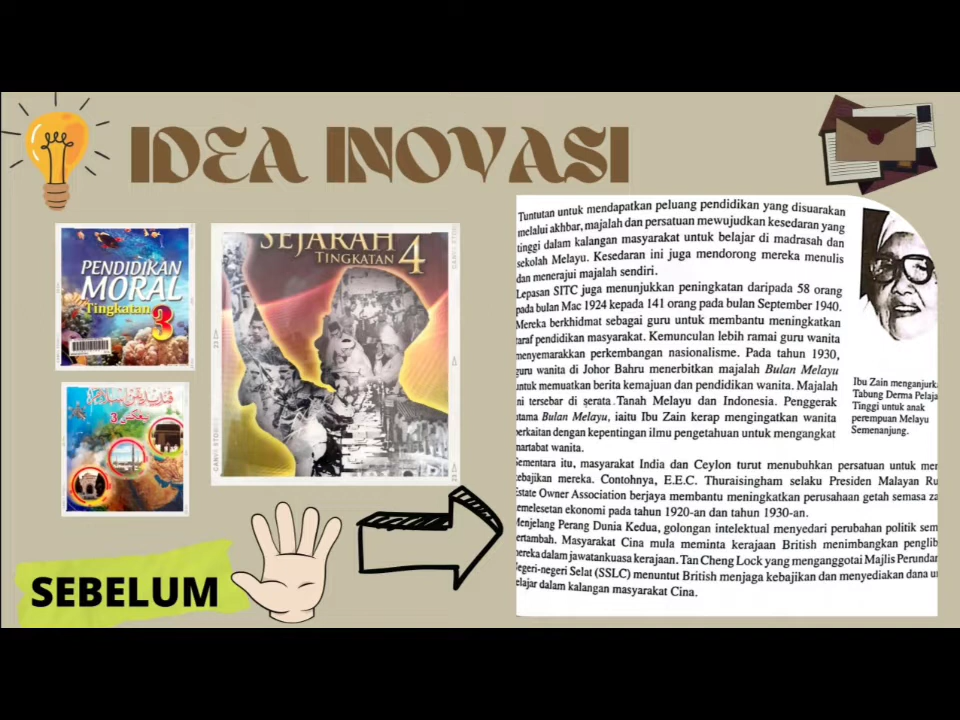 IDEA INOVASI
PENDIDIKAN
MORAL
Tingkatan
3
SEJARAH
TINGKATAN 4
SEBELUM
Tuntutan untuk mendapatkan peluang pendidikan yang disuarakan
melalui akhbar, majalah dan persatuan mewujudkan kesedaran yang
tinggi dalam kalangan masyarakat untuk belajar di madrasah dan
sekolah Melayu. Kesedaran ini juga mendorong mereka menulis
dan menerajui majalah sendiri.
Lepasan SITC juga menunjukkan peningkatan daripada 58 orang
pada bulan Mac 1924 kepada 141 orang pada bulan September 1940.
Mereka berkhidmat sebagai guru untuk membantu meningkatkan
taraf pendidikan masyarakat. Kemunculan lebih ramai guru wanita
menyemarakkan perkembangan nasionalisme. Pada tahun 1930,
guru wanita di Johor Bahru menerbitkan majalah Bulan Melayu
untuk memuatkan berita kemajuan dan pendidikan wanita. Majalah
ini tersebar di serata Tanah Melayu dan Indonesia. Penggerak
utama Bulan Melayu, iaitu Ibu Zain kerap mengingatkan wanita
berkaitan dengan kepentingan ilmu pengetahuan untuk mengangkat
martabat wanita.
Ibu Zain menganjurk
Tabung Derma Pelaja
Tinggi untuk anak
perempuan Melayu
Semenanjung.
Sementara itu, masyarakat India dan Ceylon turut menubuhkan persatuan untuk mem
kebajikan mereka. Contohnya, E.E.C. Thuraisingham selaku Presiden Malayan Ru
Estate Owner Association berjaya membantu meningkatkan perusahaan getah semasa za
kemelesetan ekonomi pada tahun 1920-an dan tahun 1930-an.
Menjelang Perang Dunia Kedua, golongan intelektual menyedari perubahan politik sem
bertambah. Masyarakat Cina mula meminta kerajaan British menimbangkan penglib
mereka dalam jawatankuasa kerajaan. Tan Cheng Lock yang menganggotai Majlis Perundan
Negeri-negeri Selat (SSLC) menuntut British menjaga kebajikan dan menyediakan dana un
pelajar dalam kalangan masyarakat Cina.